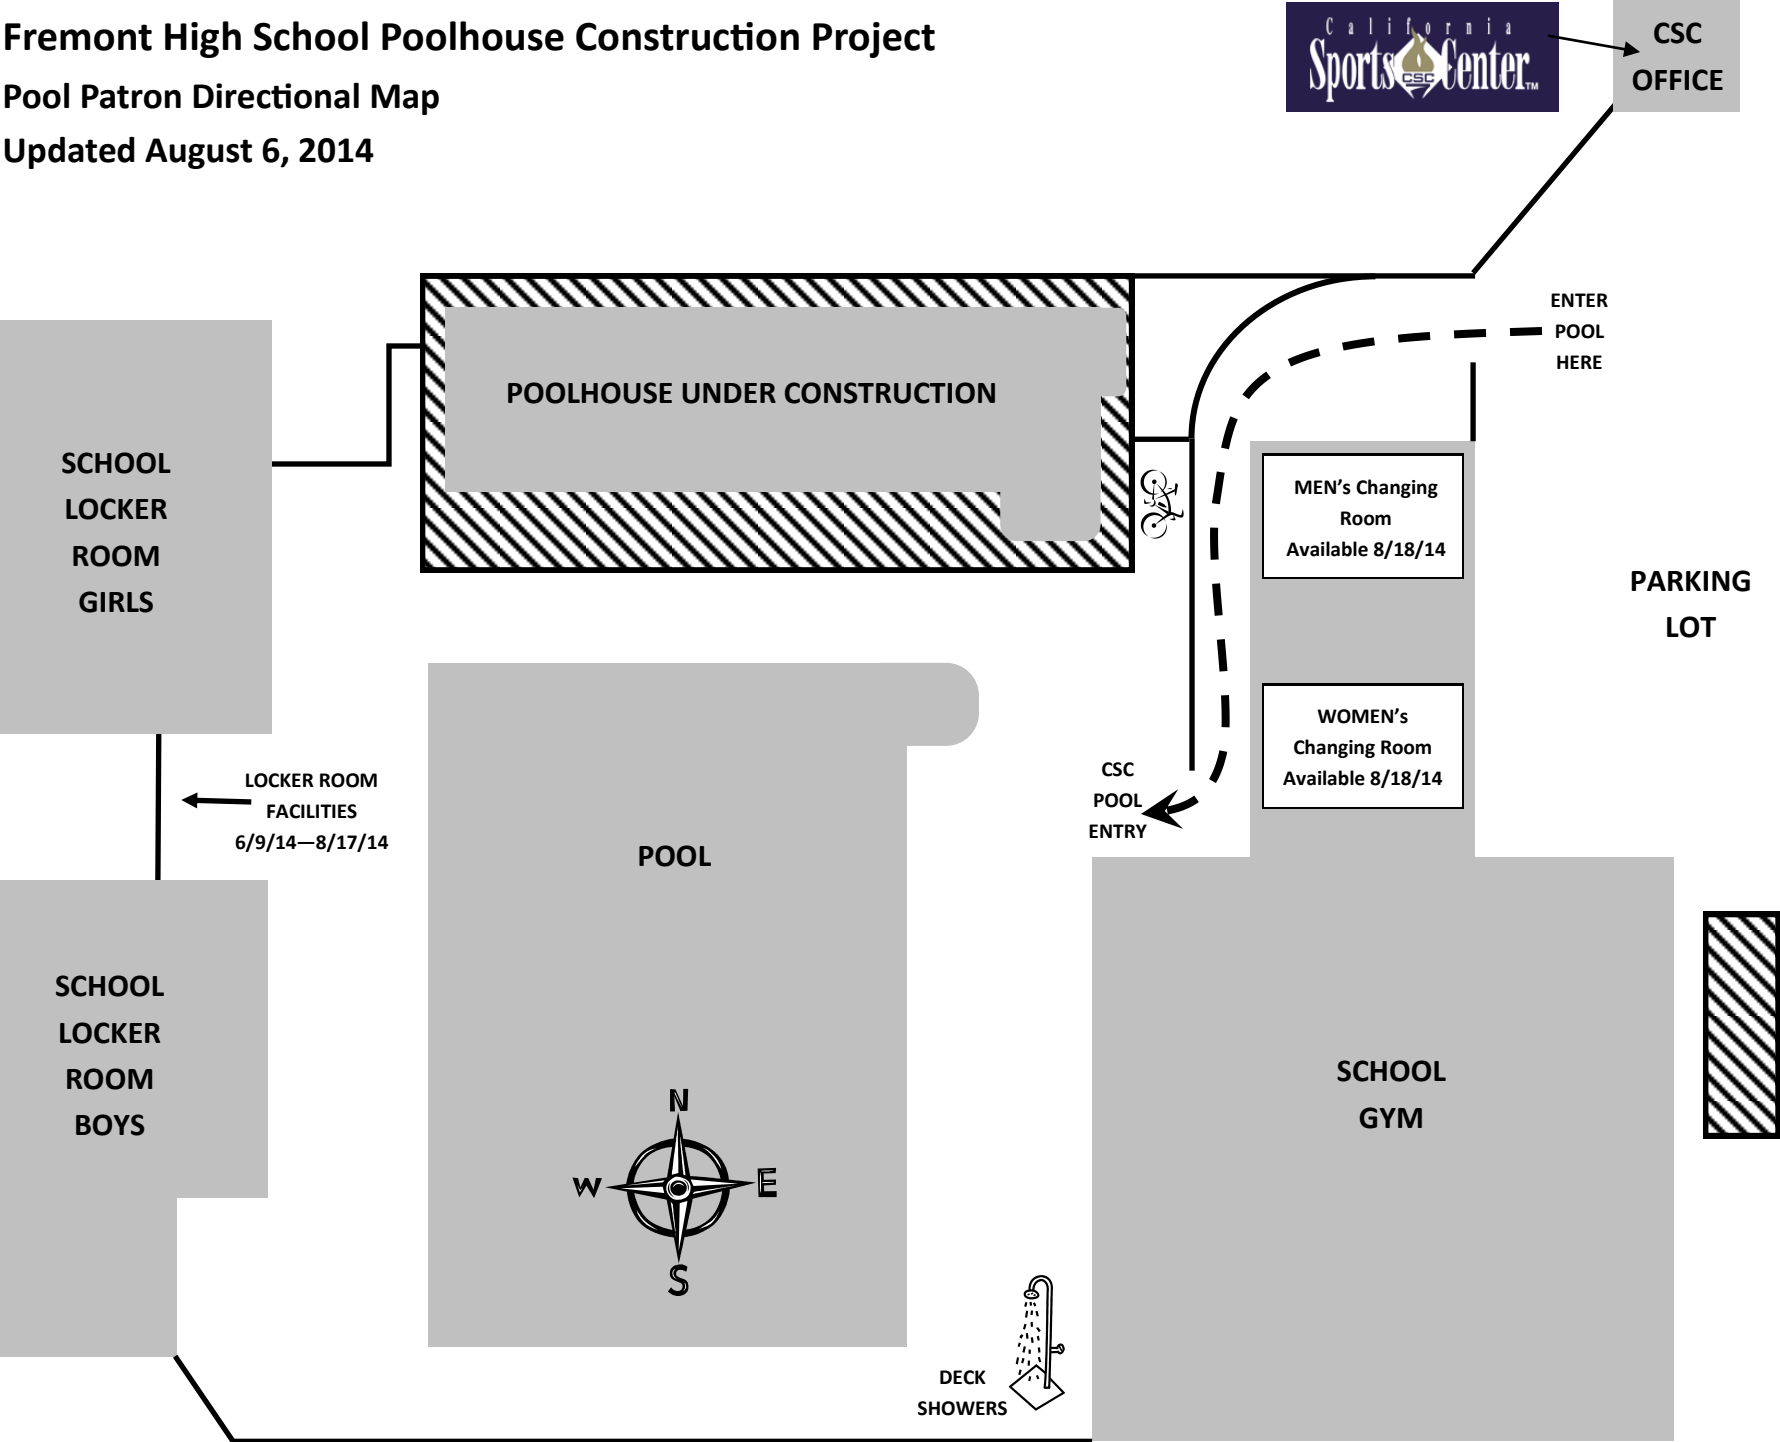 Fremont High School Poolhouse Construction Project
Pool Patron Directional Map
Updated August 6, 2014
California
Sports Center™
CSC
CSC
OFFICE
ENTER
POOL
HERE
POOLHOUSE UNDER CONSTRUCTION
SCHOOL
LOCKER
ROOM
GIRLS
MEN's Changing
Room
Available 8/18/14
PARKING
LOT
WOMEN's
Changing Room
Available 8/18/14
LOCKER ROOM
FACILITIES
6/9/14—8/17/14
CSC
POOL
ENTRY
POOL
SCHOOL
LOCKER
ROOM
BOYS
SCHOOL
GYM
N
W E
S
DECK
SHOWERS